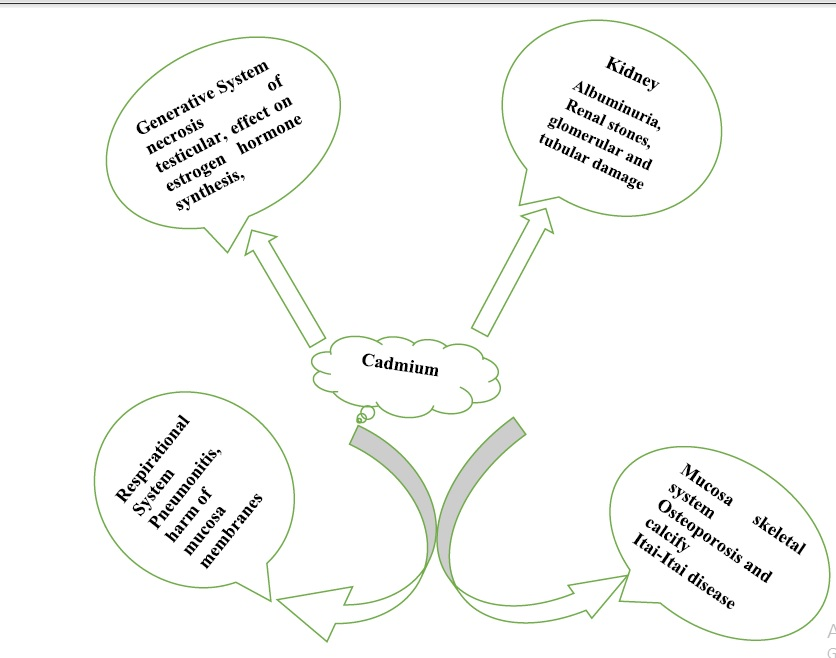 Generative System
necrosis of
testicular, effect on
estrogen hormone
synthesis,
Kidney
Albuminuria,
Renal stones,
glomerular and
tubular damage
Cadmium
Respirational
System
Pneumonitis,
harm of
mucosa
membranes
Mucosa skeletal
system
Osteoporosis and
calcify
Itai-Itai disease